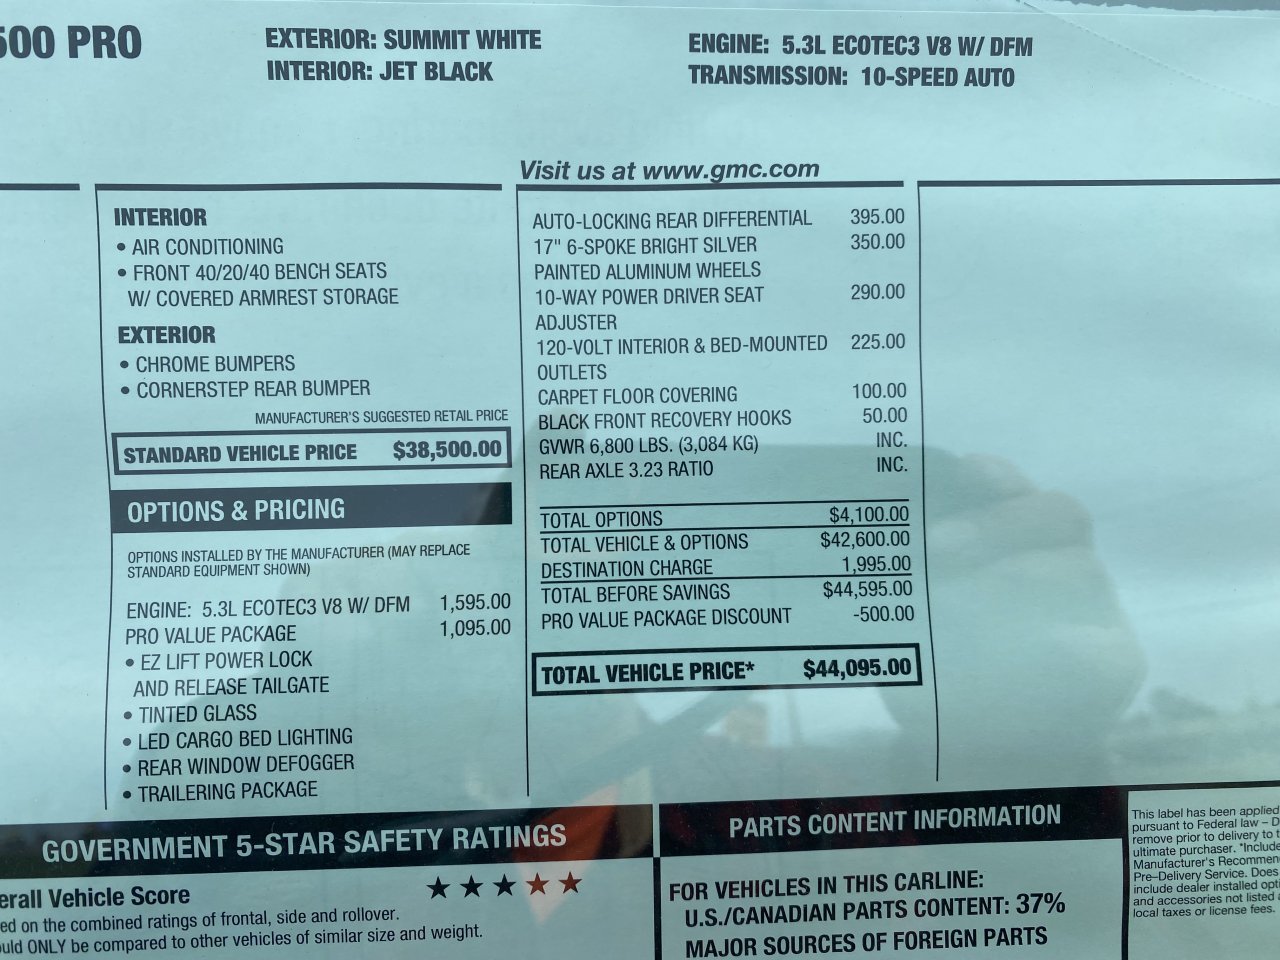 500 PRO
EXTERIOR: SUMMIT WHITE
INTERIOR: JET BLACK
ENGINE: 5.3L ECOTEC3 V8 W/ DFM
TRANSMISSION: 10-SPEED AUTO
Visit us at www.gmc.com
INTERIOR
• AIR CONDITIONING
• FRONT 40/20/40 BENCH SEATS
W/ COVERED ARMREST STORAGE
EXTERIOR
• CHROME BUMPERS
• CORNERSTEP REAR BUMPER
MANUFACTURER'S SUGGESTED RETAIL PRICE
STANDARD VEHICLE PRICE $38,500.00
OPTIONS & PRICING
OPTIONS INSTALLED BY THE MANUFACTURER (MAY REPLACE
STANDARD EQUIPMENT SHOWN)
ENGINE: 5.3L ECOTEC3 V8 W/ DFM 1,595.00
PRO VALUE PACKAGE 1,095.00
• EZ LIFT POWER LOCK
AND RELEASE TAILGATE
• TINTED GLASS
• LED CARGO BED LIGHTING
• REAR WINDOW DEFOGGER
• TRAILERING PACKAGE
AUTO-LOCKING REAR DIFFERENTIAL 395.00
17" 6-SPOKE BRIGHT SILVER 350.00
PAINTED ALUMINUM WHEELS
10-WAY POWER DRIVER SEAT 290.00
ADJUSTER
120-VOLT INTERIOR & BED-MOUNTED 225.00
OUTLETS
CARPET FLOOR COVERING 100.00
BLACK FRONT RECOVERY HOOKS 50.00
GVWR 6,800 LBS. (3,084 KG) INC.
REAR AXLE 3.23 RATIO INC.
TOTAL OPTIONS $4,100.00
TOTAL VEHICLE & OPTIONS $42,600.00
DESTINATION CHARGE 1,995.00
TOTAL BEFORE SAVINGS $44,595.00
PRO VALUE PACKAGE DISCOUNT -500.00
TOTAL VEHICLE PRICE* $44,095.00
GOVERNMENT 5-STAR SAFETY RATINGS
erall Vehicle Score ★★★★★
ed on the combined ratings of frontal, side and rollover.
uld ONLY be compared to other vehicles of similar size and weight.
PARTS CONTENT INFORMATION
FOR VEHICLES IN THIS CARLINE:
U.S./CANADIAN PARTS CONTENT: 37%
MAJOR SOURCES OF FOREIGN PARTS
This label has been applied
pursuant to Federal law – D
remove prior to delivery to t
ultimate purchaser. *Include
Manufacturer's Recommen
Pre-Delivery Service. Does
include dealer installed opti
and accessories not listed a
local taxes or license fees.